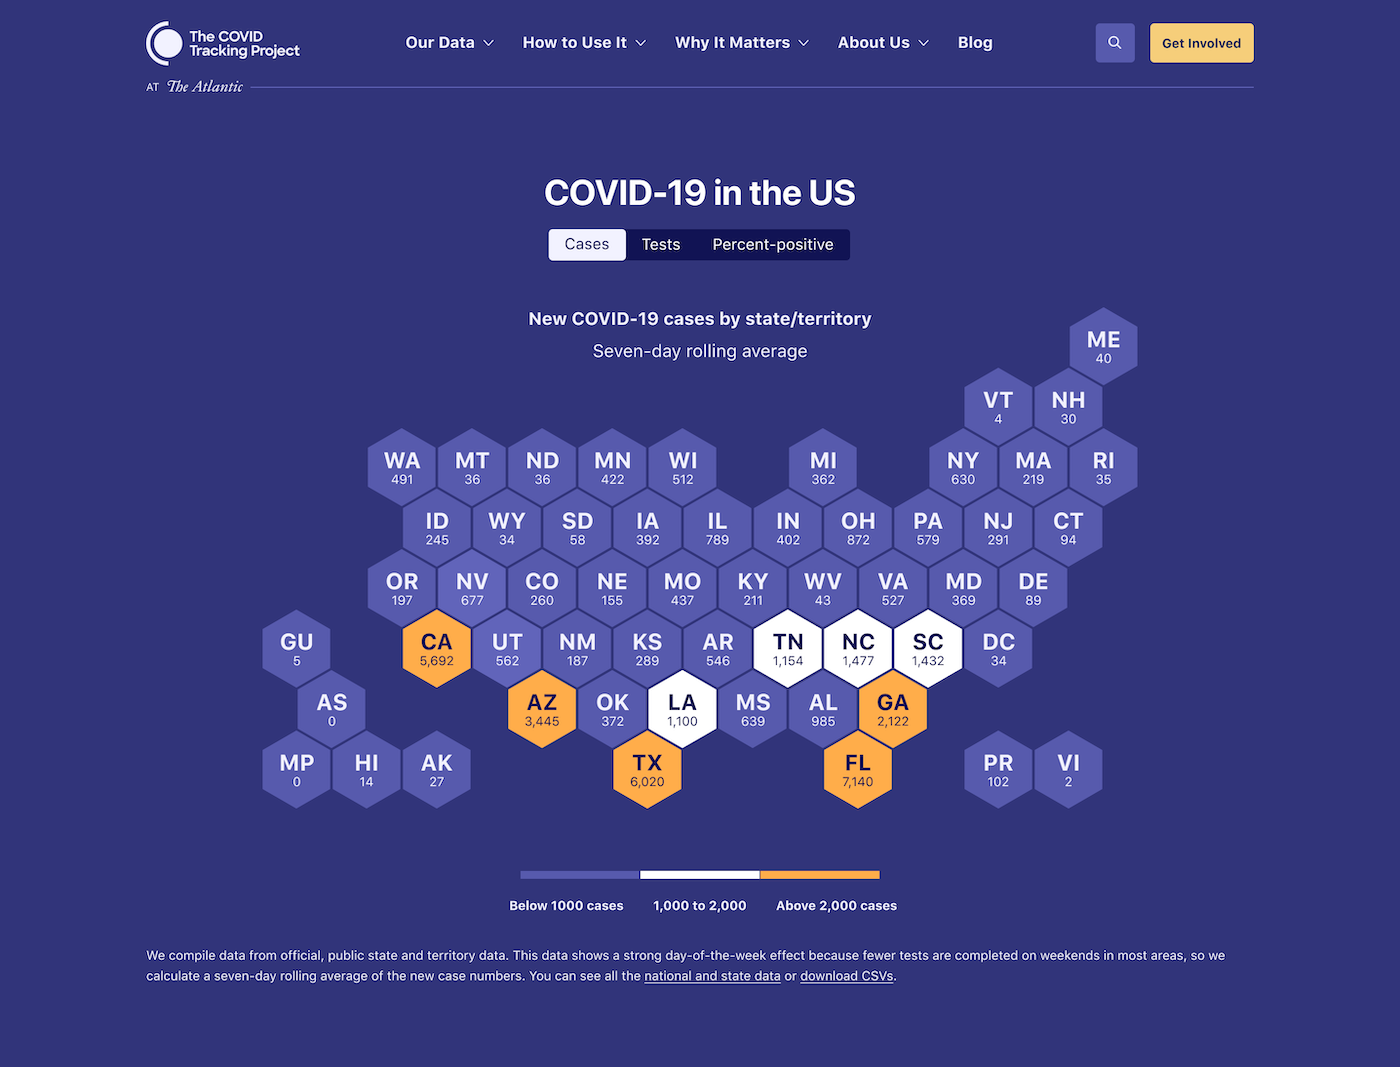 The COVID
Tracking Project
Our Data
How to Use It
Why It Matters
About Us
Blog
Get Involved
AT The Atlantic
COVID-19 in the US
Cases Tests Percent-positive
New COVID-19 cases by state/territory
Seven-day rolling average
ME
40
VT
4
NH
30
WA
491
MT
36
ND
36
MN
422
WI
512
MI
362
NY
630
MA
219
RI
35
ID
245
WY
34
SD
58
IA
392
IL
789
IN
402
OH
872
PA
579
NJ
291
CT
94
OR
197
NV
677
CO
260
NE
155
MO
437
KY
211
WV
43
VA
527
MD
369
DE
89
GU
5
CA
5,692
UT
562
NM
187
KS
289
AR
546
TN
1,154
NC
1,477
SC
1,432
DC
34
AS
0
AZ
3,445
OK
372
LA
1,100
MS
639
AL
985
GA
2,122
MP
0
HI
14
AK
27
TX
6,020
FL
7,140
PR
102
VI
2
Below 1000 cases
1,000 to 2,000
Above 2,000 cases
We compile data from official, public state and territory data. This data shows a strong day-of-the-week effect because fewer tests are completed on weekends in most areas, so we
calculate a seven-day rolling average of the new case numbers. You can see all the national and state data or download CSVs.